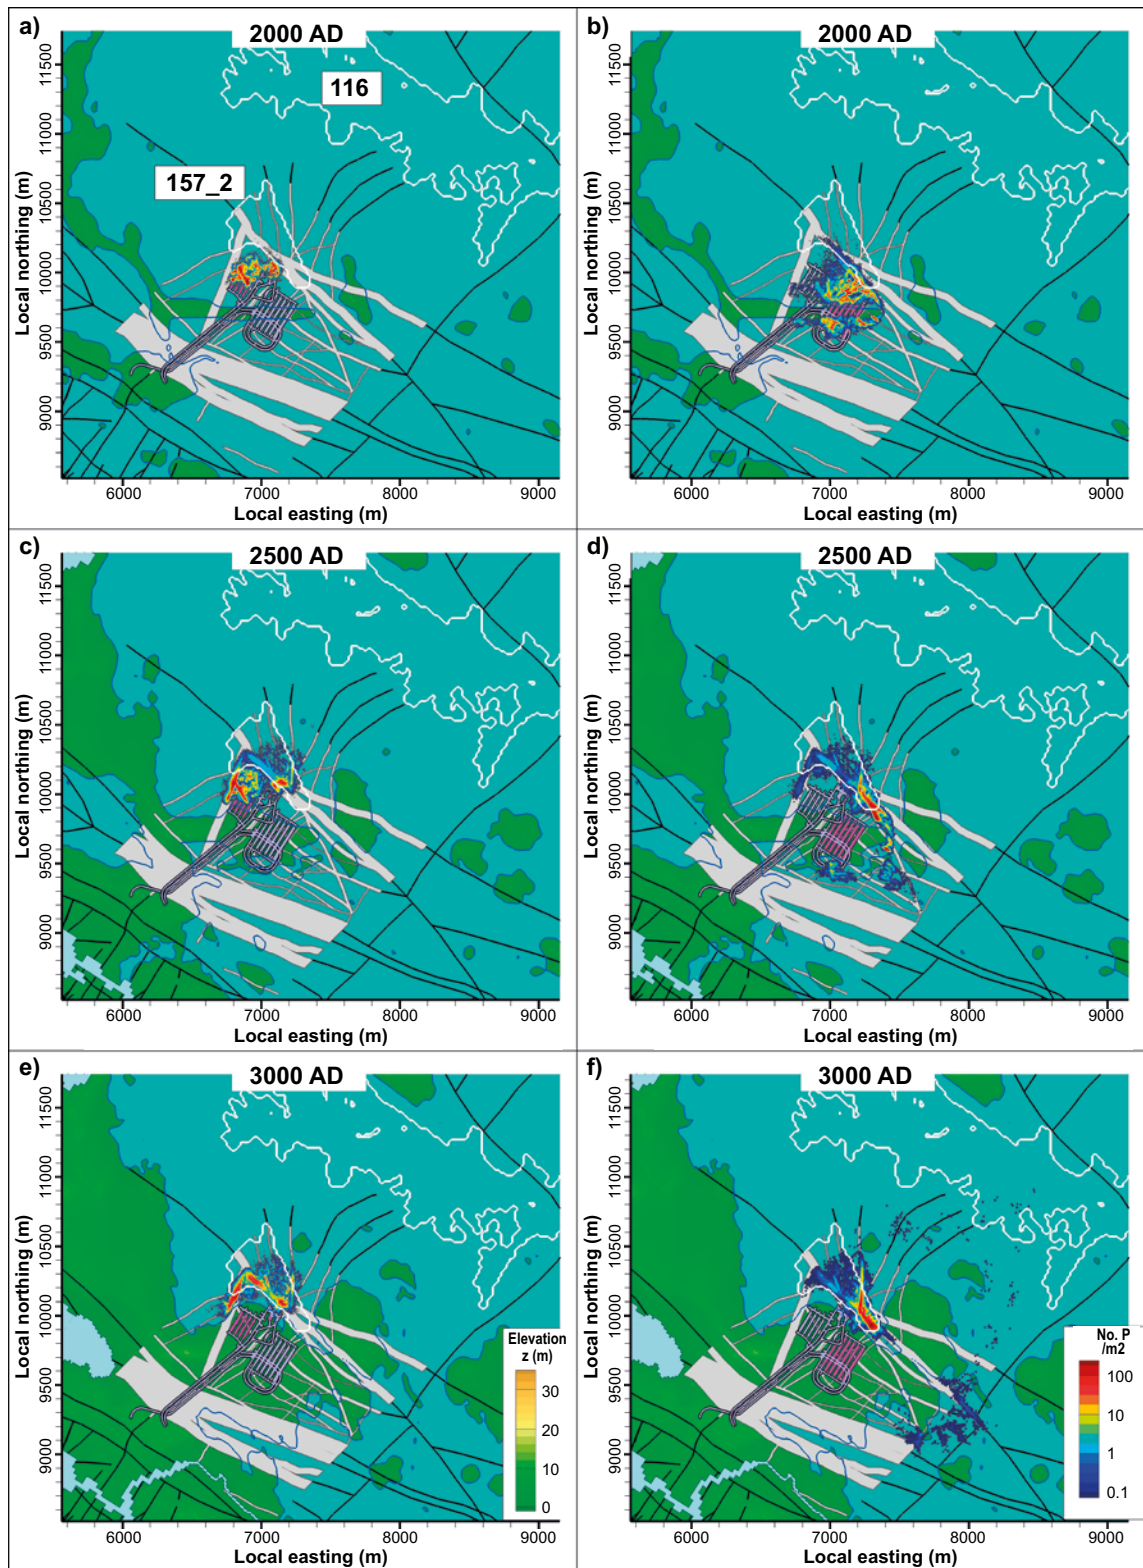 a)
2000 AD
116
157_2
Local northing (m)
11500
11000
10500
10000
9500
9000
6000 7000 8000 9000
Local easting (m)
b)
2000 AD
Local northing (m)
11500
11000
10500
10000
9500
9000
6000 7000 8000 9000
Local easting (m)
c)
2500 AD
Local northing (m)
11500
11000
10500
10000
9500
9000
6000 7000 8000 9000
Local easting (m)
d)
2500 AD
Local northing (m)
11500
11000
10500
10000
9500
9000
6000 7000 8000 9000
Local easting (m)
e)
3000 AD
Local northing (m)
11500
11000
10500
10000
9500
9000
6000 7000 8000 9000
Local easting (m)
Elevation
z (m)
30
20
10
0
f)
3000 AD
Local northing (m)
11500
11000
10500
10000
9500
9000
6000 7000 8000 9000
Local easting (m)
No. P
/m2
100
10
1
0.1